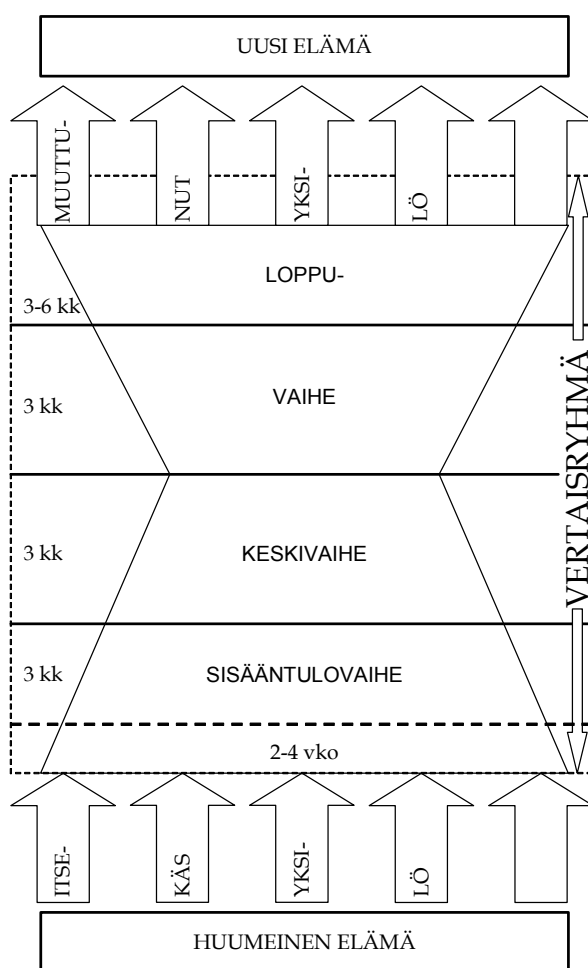 UUSI ELÄMÄ
MUUTTU-
NUT
YKSI-
LÖ
LOPPU-
3-6 kk
VAIHE
3 kk
VERTAISRYHMÄ
KESKIVAIHE
3 kk
SISÄÄNTULOVAIHE
3 kk
2-4 vko
ITSE-
KÄS
YKSI-
LÖ
HUUMEINEN ELÄMÄ